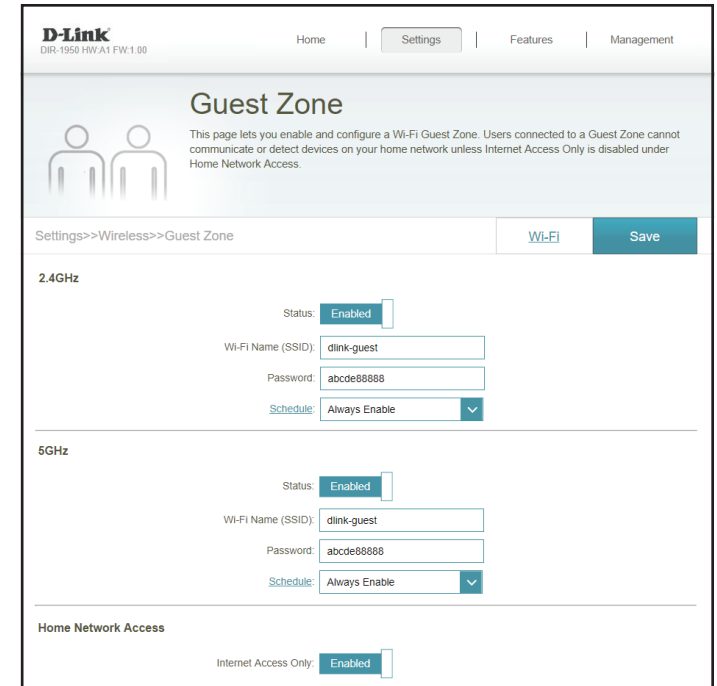 D-Link
DIR-1950 HW:A1 FW:1.00
Home
Settings
Features
Management
Guest Zone
This page lets you enable and configure a Wi-Fi Guest Zone. Users connected to a Guest Zone cannot
communicate or detect devices on your home network unless Internet Access Only is disabled under
Home Network Access.
Settings>>Wireless>>Guest Zone
Wi-Fi
Save
2.4GHz
Status: Enabled
Wi-Fi Name (SSID): dlink-guest
Password: abcde88888
Schedule: Always Enable
5GHz
Status: Enabled
Wi-Fi Name (SSID): dlink-guest
Password: abcde88888
Schedule: Always Enable
Home Network Access
Internet Access Only: Enabled